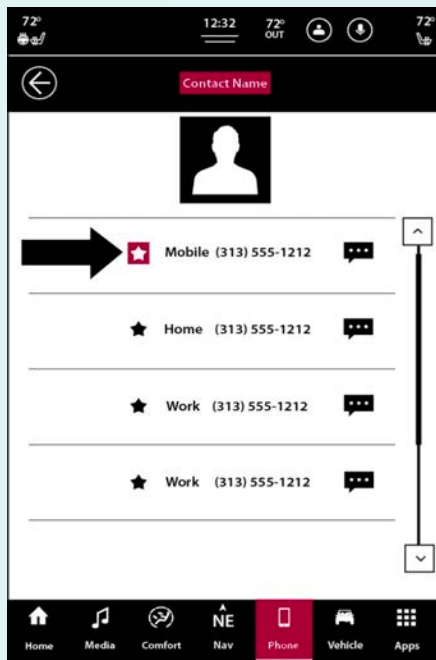 72° 12:32 72° 72°
OUT
Contact Name
Mobile (313) 555-1212
Home (313) 555-1212
Work (313) 555-1212
Work (313) 555-1212
NE
Home Media Comfort Nav Phone Vehicle Apps